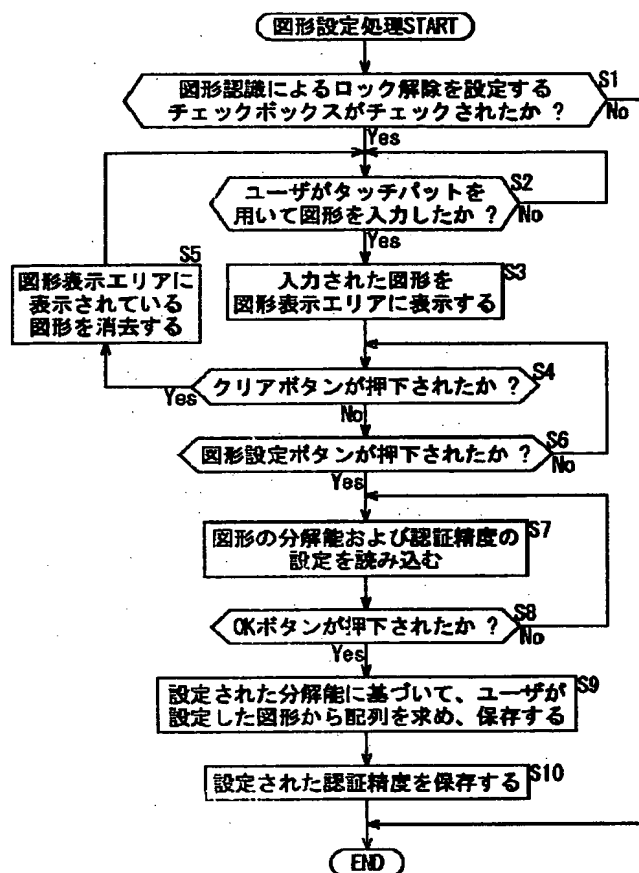 図形設定処理START
図形認識によるロック解除を設定する
チェックボックスがチェックされたか ?
S1
No
Yes
ユーザがタッチパットを
用いて図形を入力したか ?
S2
No
Yes
S5
図形表示エリアに
表示されている
図形を消去する
入力された図形を
図形表示エリアに表示する
S3
クリアボタンが押下されたか ?
S4
Yes
No
図形設定ボタンが押下されたか ?
S6
No
Yes
図形の分解能および認証精度の
設定を読み込む
S7
OKボタンが押下されたか ?
S8
No
Yes
設定された分解能に基づいて、ユーザが
設定した図形から配列を求め、保存する
S9
設定された認証精度を保存する
S10
END